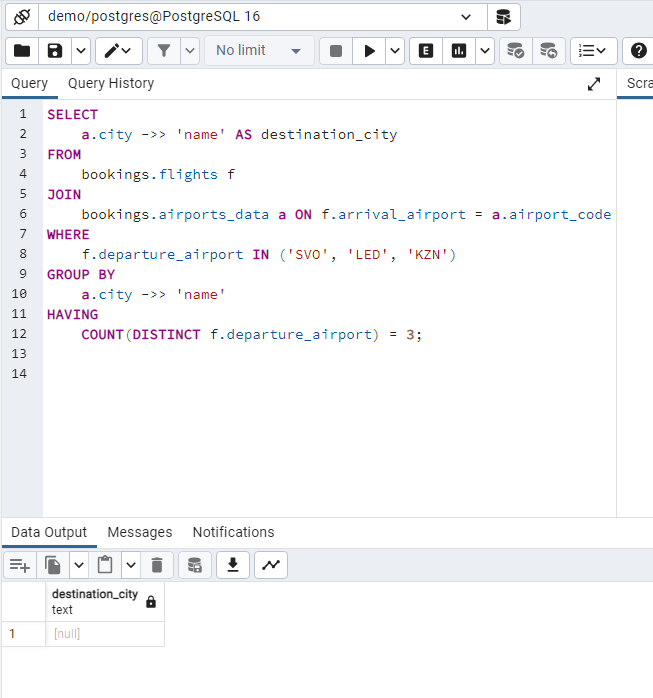 demo/postgres@PostgreSQL 16
No limit
E
Query Query History
Scra
1 SELECT
2 a.city ->> 'name' AS destination_city
3 FROM
4 bookings.flights f
5 JOIN
6 bookings.airports_data a ON f.arrival_airport = a.airport_code
7 WHERE
8 f.departure_airport IN ('SVO', 'LED', 'KZN')
9 GROUP BY
10 a.city ->> 'name'
11 HAVING
12 COUNT(DISTINCT f.departure_airport) = 3;
13
14
Data Output Messages Notifications
destination_city
text
1 [null]